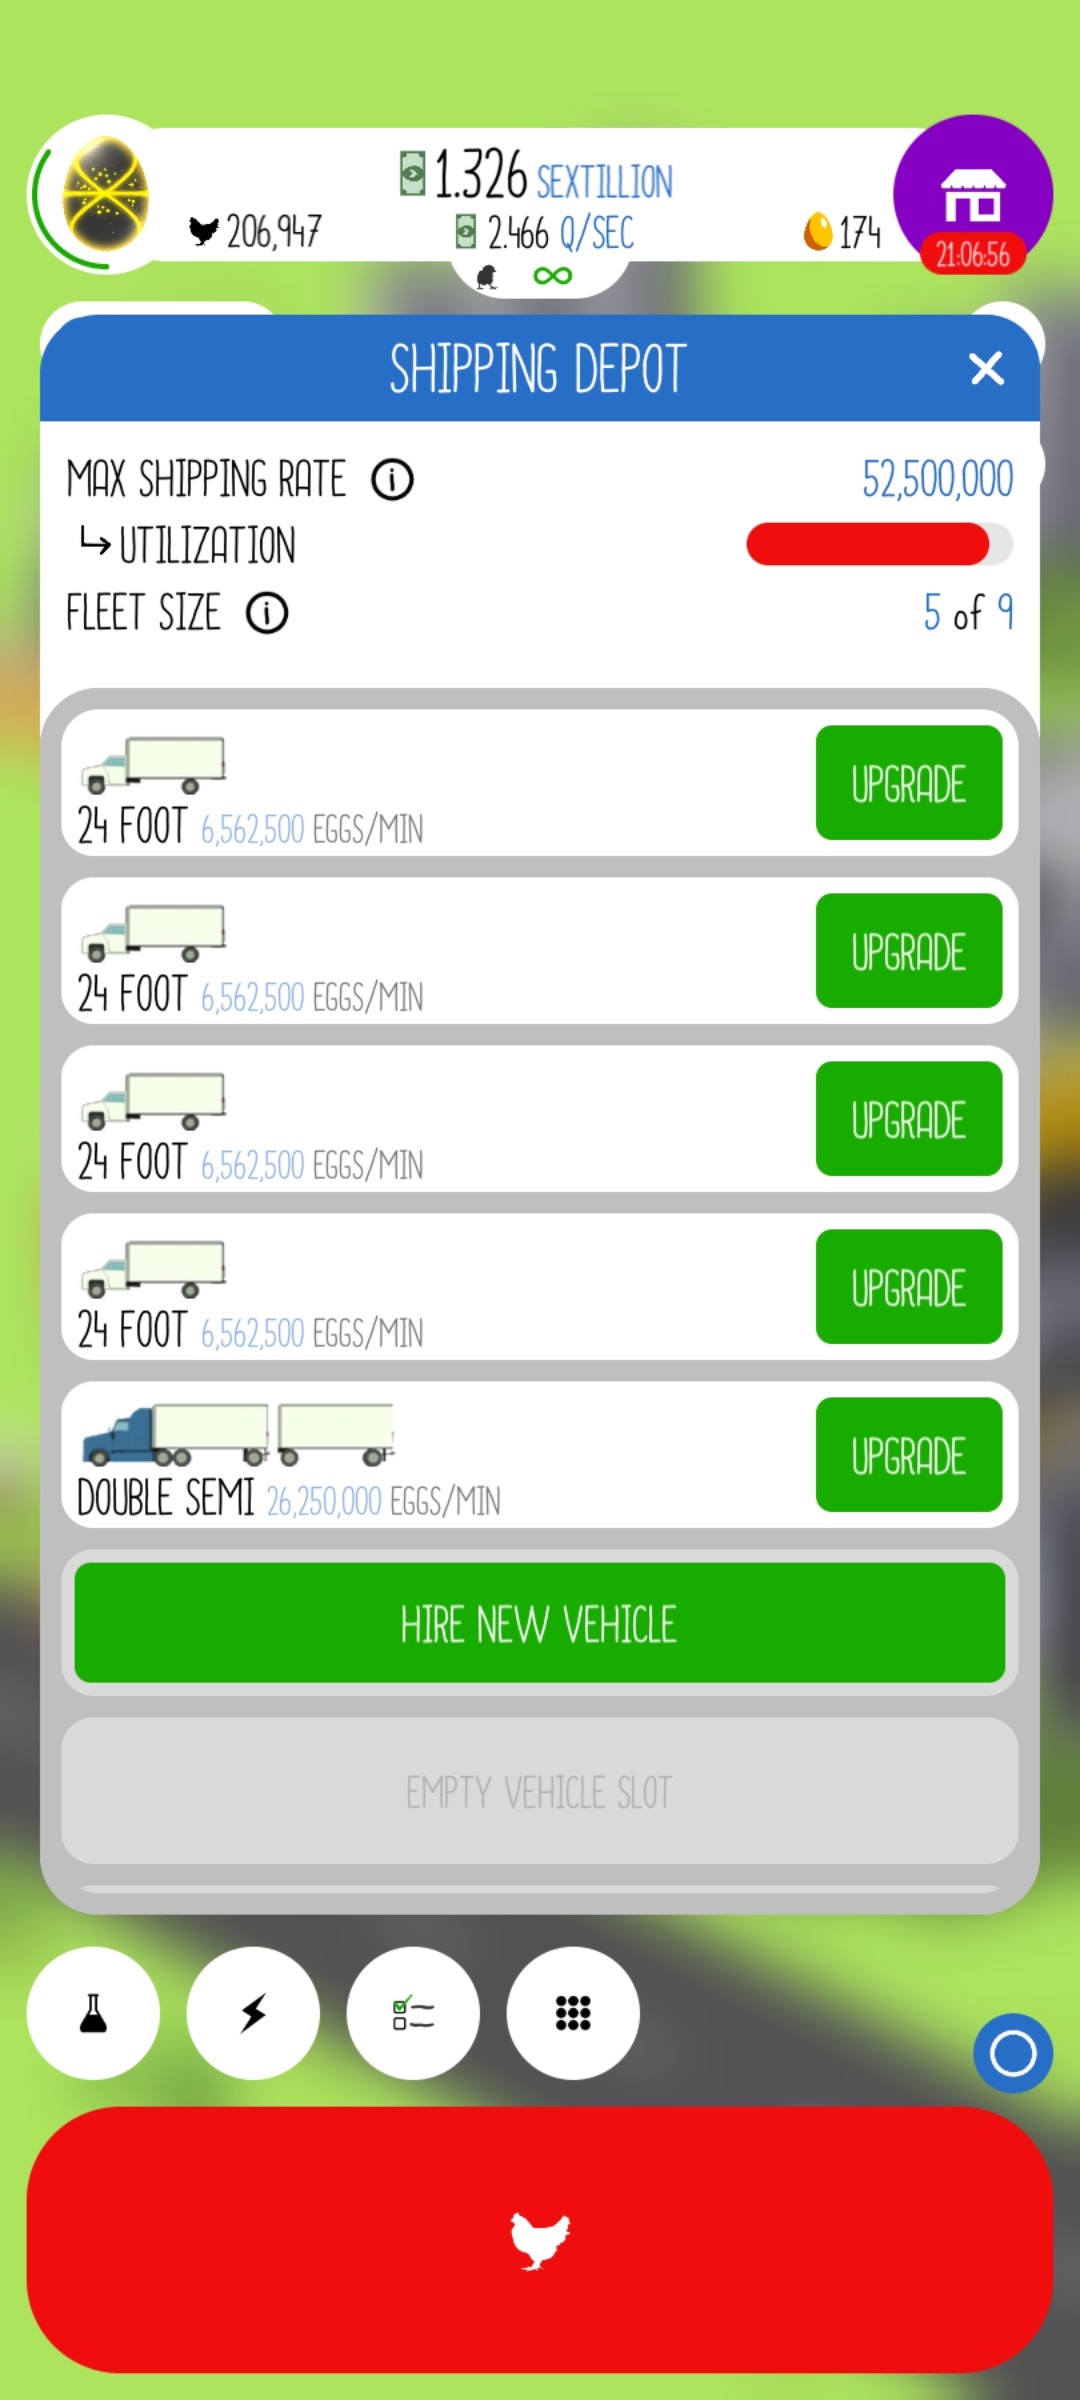 1.326 SEXTILLION
206,947 2.466 Q/SEC 174
21:06:56
SHIPPING DEPOT
MAX SHIPPING RATE 52,500,000
UTILIZATION
FLEET SIZE 5 of 9
UPGRADE
24 FOOT 6,562,500 EGGS/MIN
UPGRADE
24 FOOT 6,562,500 EGGS/MIN
UPGRADE
24 FOOT 6,562,500 EGGS/MIN
UPGRADE
24 FOOT 6,562,500 EGGS/MIN
UPGRADE
DOUBLE SEMI 26,250,000 EGGS/MIN
HIRE NEW VEHICLE
EMPTY VEHICLE SLOT